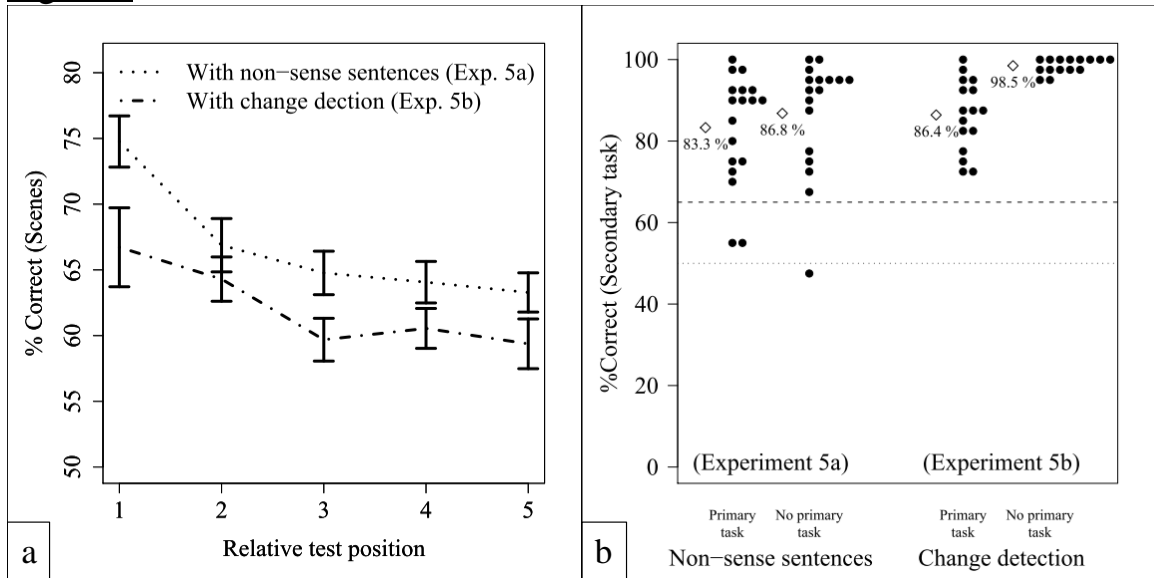 80
75
70
65
60
55
50
% Correct (Scenes)
With non−sense sentences (Exp. 5a)
With change dection (Exp. 5b)
1 2 3 4 5
Relative test position
a
100
80
60
40
20
0
%Correct (Secondary task)
83.3 %
86.8 %
86.4 %
98.5 %
(Experiment 5a) (Experiment 5b)
Primary task
No primary task
Primary task
No primary task
Non−sense sentences Change detection
b